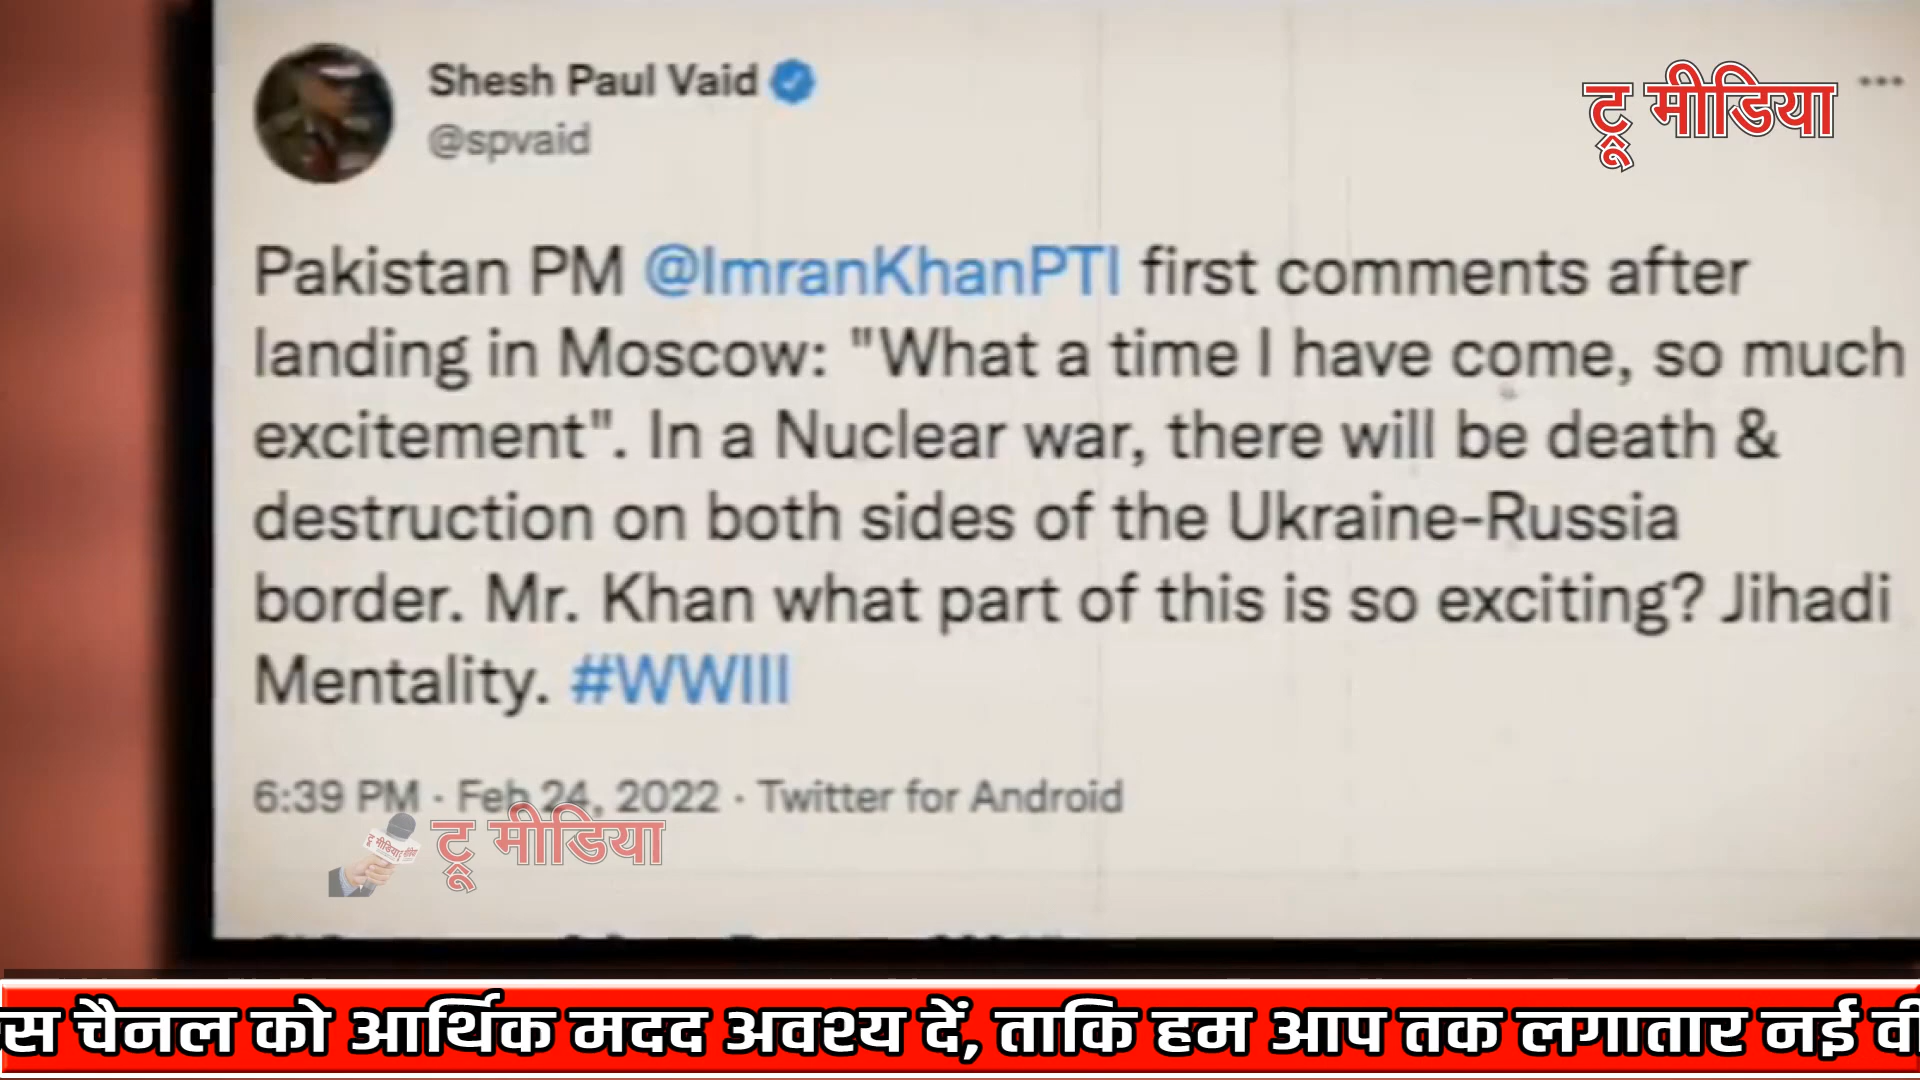 Shesh Paul Vaid
@spvaid
ट्रू मीडिया
Pakistan PM @ImranKhanPTI first comments after
landing in Moscow: "What a time I have come, so much
excitement". In a Nuclear war, there will be death &
destruction on both sides of the Ukraine-Russia
border. Mr. Khan what part of this is so exciting? Jihadi
Mentality. #WWIII
6:39 PM · Feb 24, 2022 · Twitter for Android
ट्रू मीडिया
चैनल को आर्थिक मदद अवश्य दें, ताकि हम आप तक लगातार नई